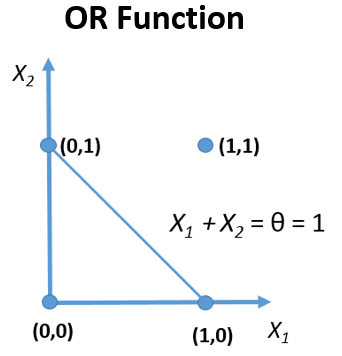 OR Function
X2
(0,1)
(1,1)
X1 + X2 = θ = 1
(0,0)
(1,0)
X1